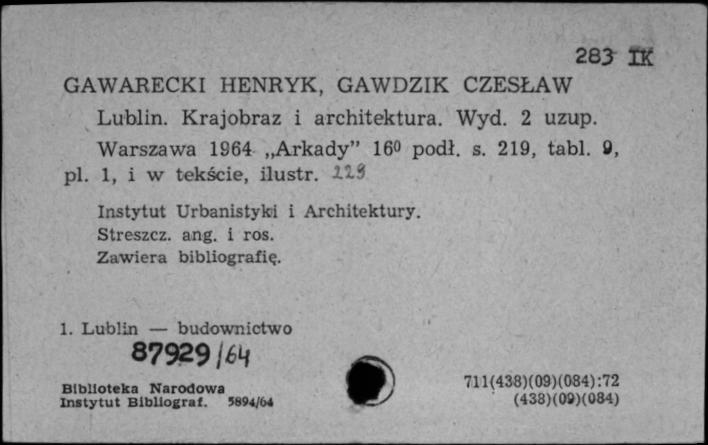 283 IK
GAWARECKI HENRYK, GAWDZIK CZESŁAW
Lublin. Krajobraz i architektura. Wyd. 2 uzup.
Warszawa 1964 „Arkady” 16⁰ podł. s. 219, tabl. 9,
pl. 1, i w tekście, ilustr. 229
Instytut Urbanistyki i Architektury.
Streszcz. ang. i ros.
Zawiera bibliografię.
1. Lublin — budownictwo
87929/64
Biblioteka Narodowa
Instytut Bibliograf. 5894/64
711(438)(09)(084):72
(438)(09)(084)